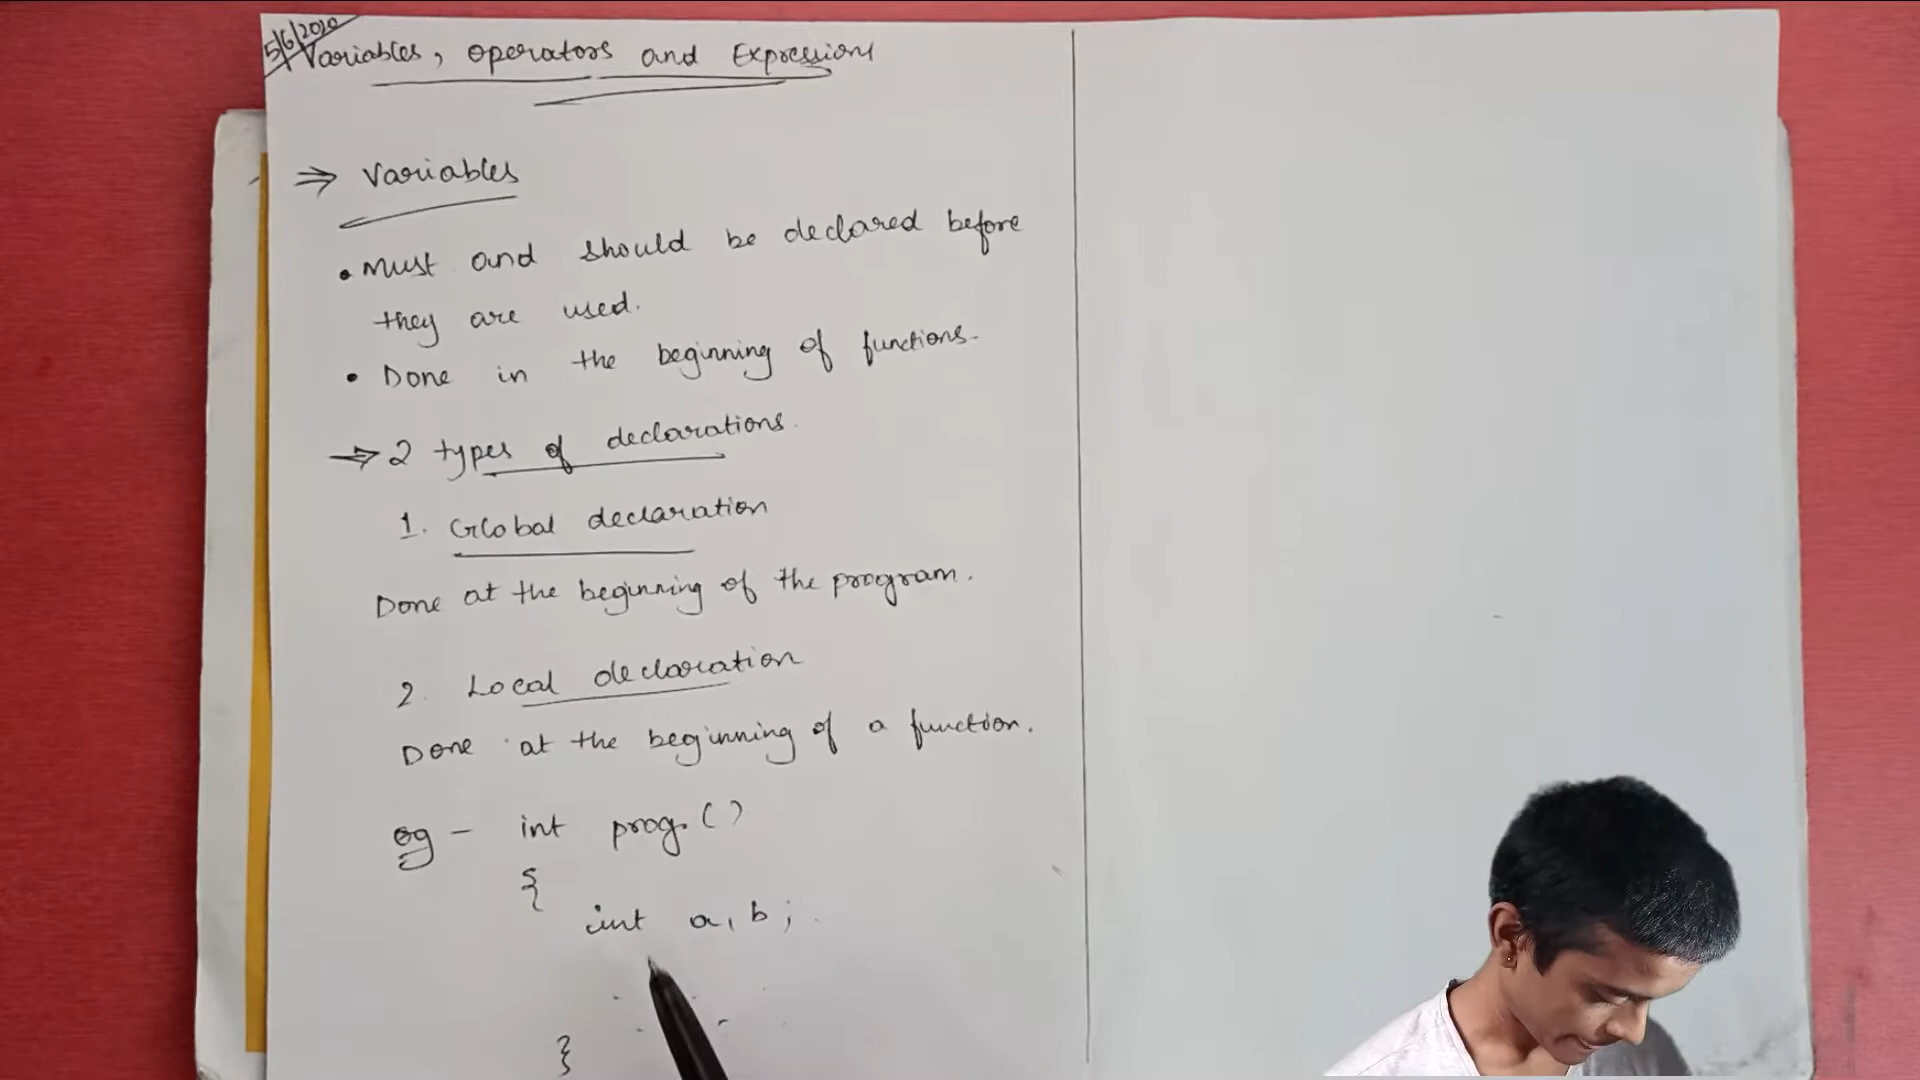 5/6/2020
Variables, operators and Expressions
⇒ Variables
• Must and should be declared before
they are used.
• Done in the beginning of functions.
⇒ 2 types of declarations.
1. Global declaration
Done at the beginning of the program.
2. Local declaration
Done at the beginning of a function.
eg - int prog.()
{
int a, b;
}